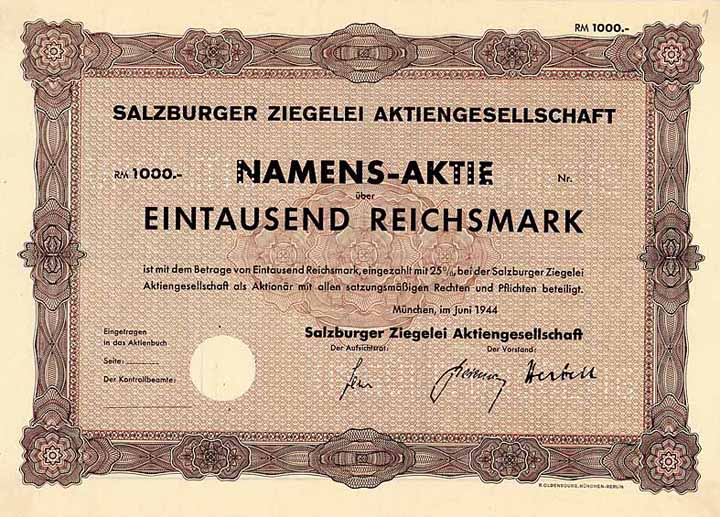 RM 1000.-
1
SALZBURGER ZIEGELEI AKTIENGESELLSCHAFT
RM 1000.- NAMENS-AKTIE Nr.
über
EINTAUSEND REICHSMARK
ist mit dem Betrage von Eintausend Reichsmark, eingezahlt mit 25%, bei der Salzburger Ziegelei
Aktiengesellschaft als Aktionär mit allen satzungsmäßigen Rechten und Pflichten beteiligt.
München, im Juni 1944
Eingetragen
in das Aktienbuch
Seite:
Der Kontrollbeamte:
Salzburger Ziegelei Aktiengesellschaft
Der Aufsichtsrat: Der Vorstand:
R. OLDENBOURG, MÜNCHEN-BERLIN